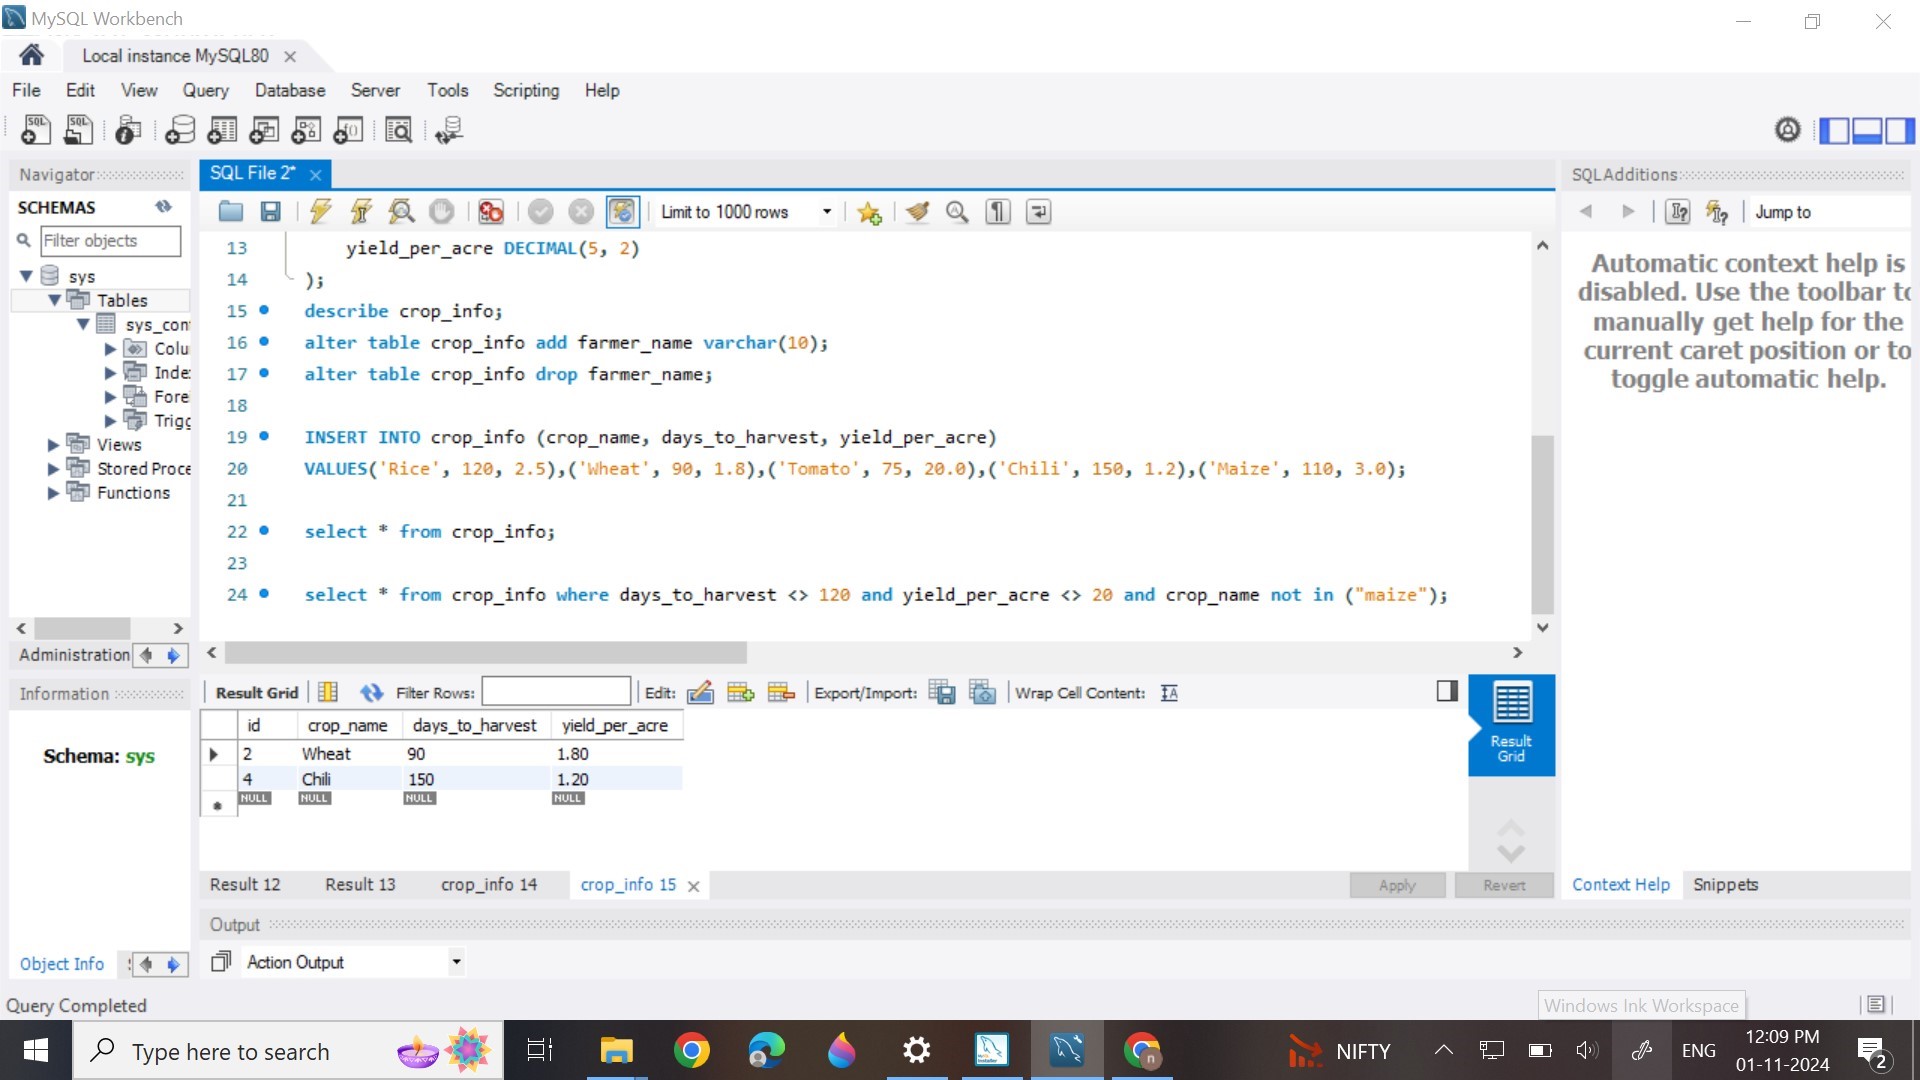 MySQL Workbench
Local instance MySQL80
File Edit View Query Database Server Tools Scripting Help
Navigator
SCHEMAS
Filter objects
sys
Tables
sys_con
Colu
Inde
Fore
Trigg
Views
Stored Proce
Functions
Administration
Information
Schema: sys
Object Info
SQL File 2*
Limit to 1000 rows
13 yield_per_acre DECIMAL(5, 2)
14 );
15 describe crop_info;
16 alter table crop_info add farmer_name varchar(10);
17 alter table crop_info drop farmer_name;
18
19 INSERT INTO crop_info (crop_name, days_to_harvest, yield_per_acre)
20 VALUES('Rice', 120, 2.5),('Wheat', 90, 1.8),('Tomato', 75, 20.0),('Chili', 150, 1.2),('Maize', 110, 3.0);
21
22 select * from crop_info;
23
24 select * from crop_info where days_to_harvest <> 120 and yield_per_acre <> 20 and crop_name not in ("maize");
Result Grid Filter Rows: Edit: Export/Import: Wrap Cell Content:
id crop_name days_to_harvest yield_per_acre
2 Wheat 90 1.80
4 Chili 150 1.20
NULL NULL NULL NULL
Result Grid
Result 12 Result 13 crop_info 14 crop_info 15
Apply Revert
Output
Action Output
SQLAdditions
Jump to
Automatic context help is
disabled. Use the toolbar to
manually get help for the
current caret position or to
toggle automatic help.
Context Help Snippets
Query Completed
Windows Ink Workspace
Type here to search
NIFTY
ENG
12:09 PM
01-11-2024
2